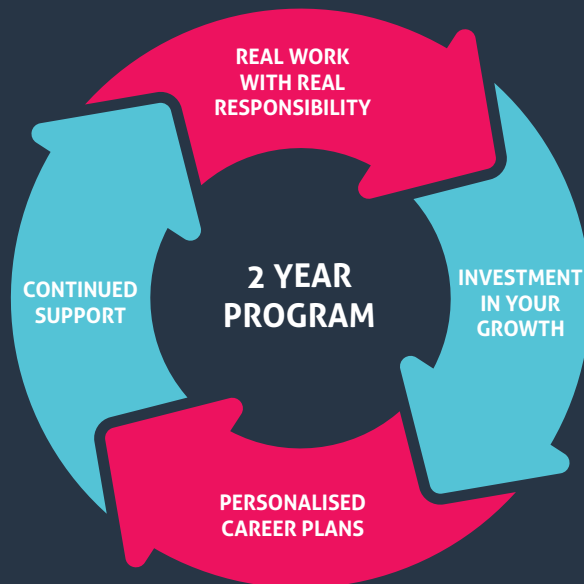 REAL WORK
WITH REAL
RESPONSIBILITY
2 YEAR
PROGRAM
CONTINUED
SUPPORT
INVESTMENT
IN YOUR
GROWTH
PERSONALISED
CAREER PLANS